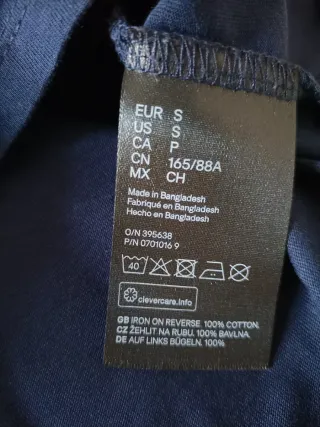 EUR S
US S
CA P
CN 165/88A
MX CH
Made in Bangladesh
Fabriqué en Bangladesh
Hecho en Bangladesh
O/N 395638
P/N 0701016 9
40
clevercare.info
GB IRON ON REVERSE. 100% COTTON.
CZ ŽEHLIT NA RUBU. 100% BAVLNA.
DE AUF LINKS BÜGELN. 100%